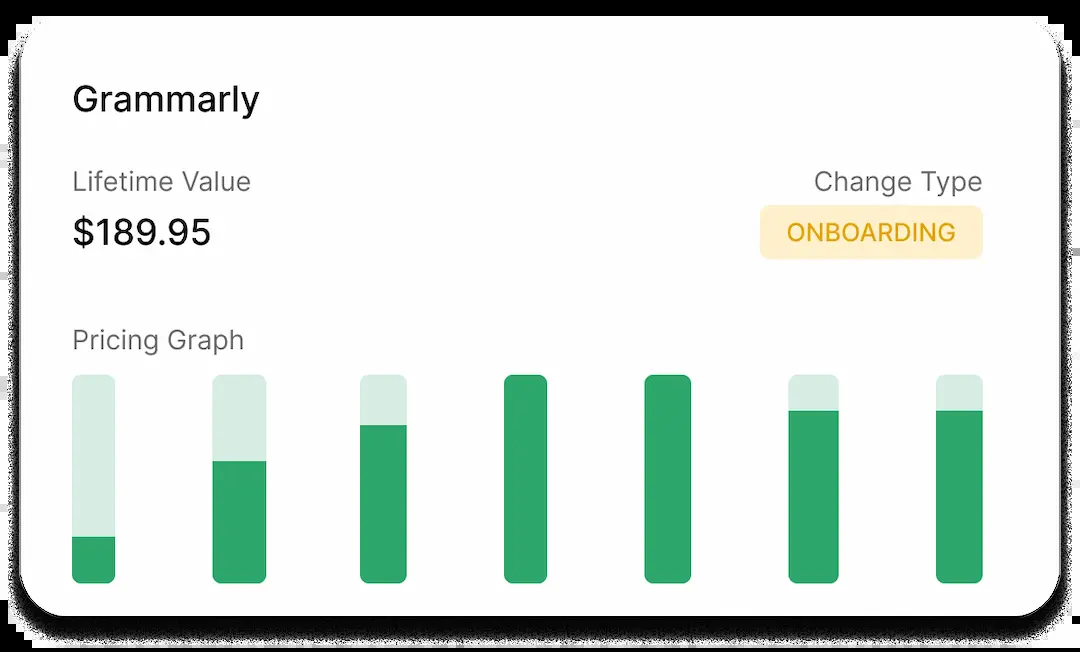 Grammarly
Lifetime Value
Change Type
$189.95
ONBOARDING
Pricing Graph